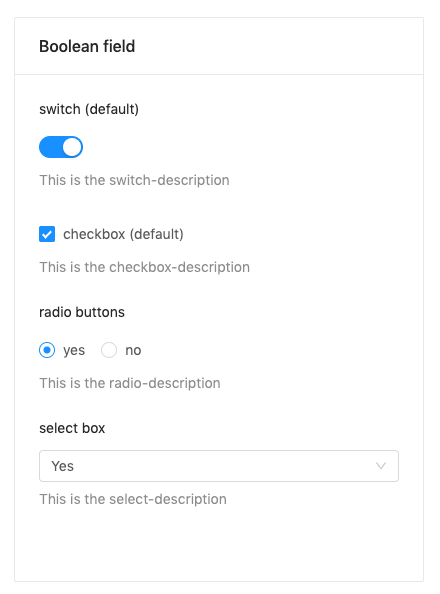 Boolean field
switch (default)
This is the switch-description
checkbox (default)
This is the checkbox-description
radio buttons
yes no
This is the radio-description
select box
Yes
This is the select-description